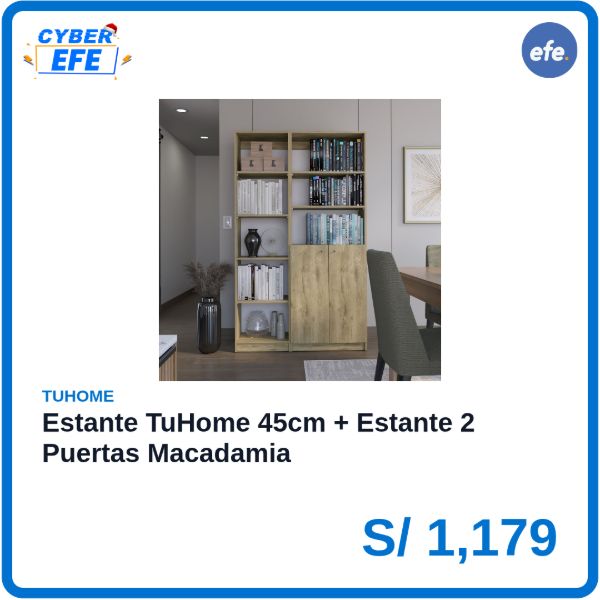 CYBER
EFE
efe.
TUHOME
Estante TuHome 45cm + Estante 2
Puertas Macadamia
S/ 1,179